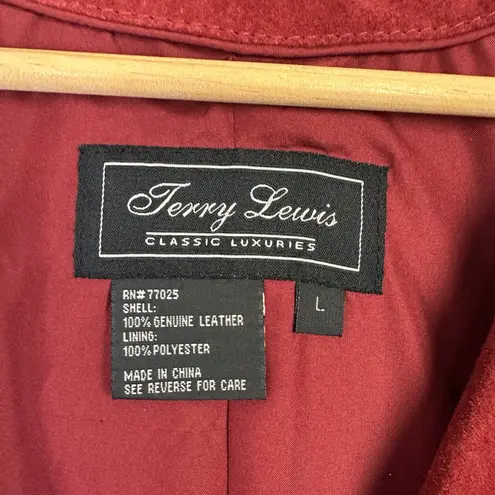 Terry Lewis
CLASSIC LUXURIES
RN# 77025
SHELL:
100% GENUINE LEATHER
LINING:
100% POLYESTER
MADE IN CHINA
SEE REVERSE FOR CARE
L